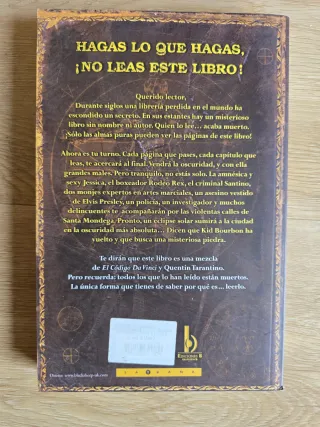 HAGAS LO QUE HAGAS,
¡NO LEAS ESTE LIBRO!
Querido lector,
Durante siglos una librería perdida en el mundo ha
escondido un secreto. En sus estantes hay un misterioso
libro sin nombre ni autor. Quien lo lee... acaba muerto.
¡Sólo las almas puras pueden ver las páginas de este libro!
Ahora es tu turno. Cada página que pases, cada capítulo que
leas, te acercará al final. Vendrá la oscuridad, y con ella
grandes males. Pero tranquilo, no estás solo. La amnésica y
sexy Jessica, el boxeador Rodeo Rex, el criminal Santino,
dos monjes expertos en artes marciales, un asesino vestido
de Elvis Presley, un policía, un investigador y muchos
delincuentes te acompañarán por las violentas calles de
Santa Mondega. Pronto, un eclipse solar sumirá a la ciudad
en la oscuridad más absoluta... Dicen que Kid Bourbon ha
vuelto y que busca una misteriosa piedra.
Te dirán que este libro es una mezcla
de El Código Da Vinci y Quentin Tarantino.
Pero recuerda: todos los que lo han leído están muertos.
La única forma que tienes de saber por qué es... leerlo.
b
EDICIONES B
LATRAMA